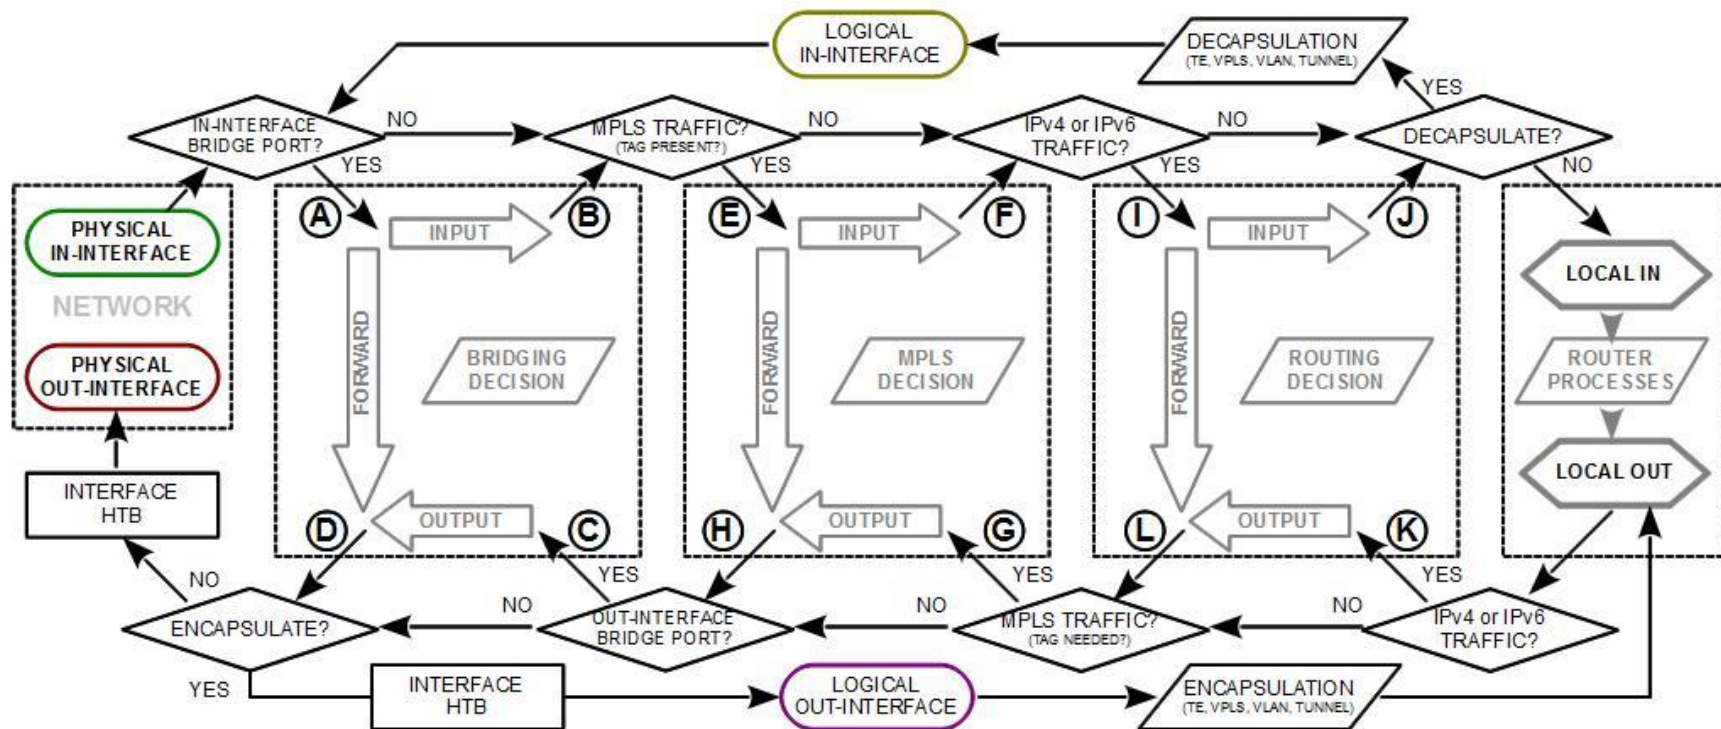 LOGICAL
IN-INTERFACE
DECAPSULATION
(TE, VPLS, VLAN, TUNNEL)
YES
IN-INTERFACE
BRIDGE PORT?
NO
YES
MPLS TRAFFIC?
(TAG PRESENT?)
NO
YES
IPv4 or IPv6
TRAFFIC?
NO
YES
DECAPSULATE?
NO
PHYSICAL
IN-INTERFACE
NETWORK
PHYSICAL
OUT-INTERFACE
A
INPUT
B
FORWARD
BRIDGING
DECISION
D
OUTPUT
C
E
INPUT
F
FORWARD
MPLS
DECISION
H
OUTPUT
G
I
INPUT
J
FORWARD
ROUTING
DECISION
L
OUTPUT
K
LOCAL IN
ROUTER
PROCESSES
LOCAL OUT
INTERFACE
HTB
NO
ENCAPSULATE?
YES
NO
YES
OUT-INTERFACE
BRIDGE PORT?
NO
YES
MPLS TRAFFIC?
(TAG NEEDED?)
NO
YES
IPv4 or IPv6
TRAFFIC?
INTERFACE
HTB
LOGICAL
OUT-INTERFACE
ENCAPSULATION
(TE, VPLS, VLAN, TUNNEL)